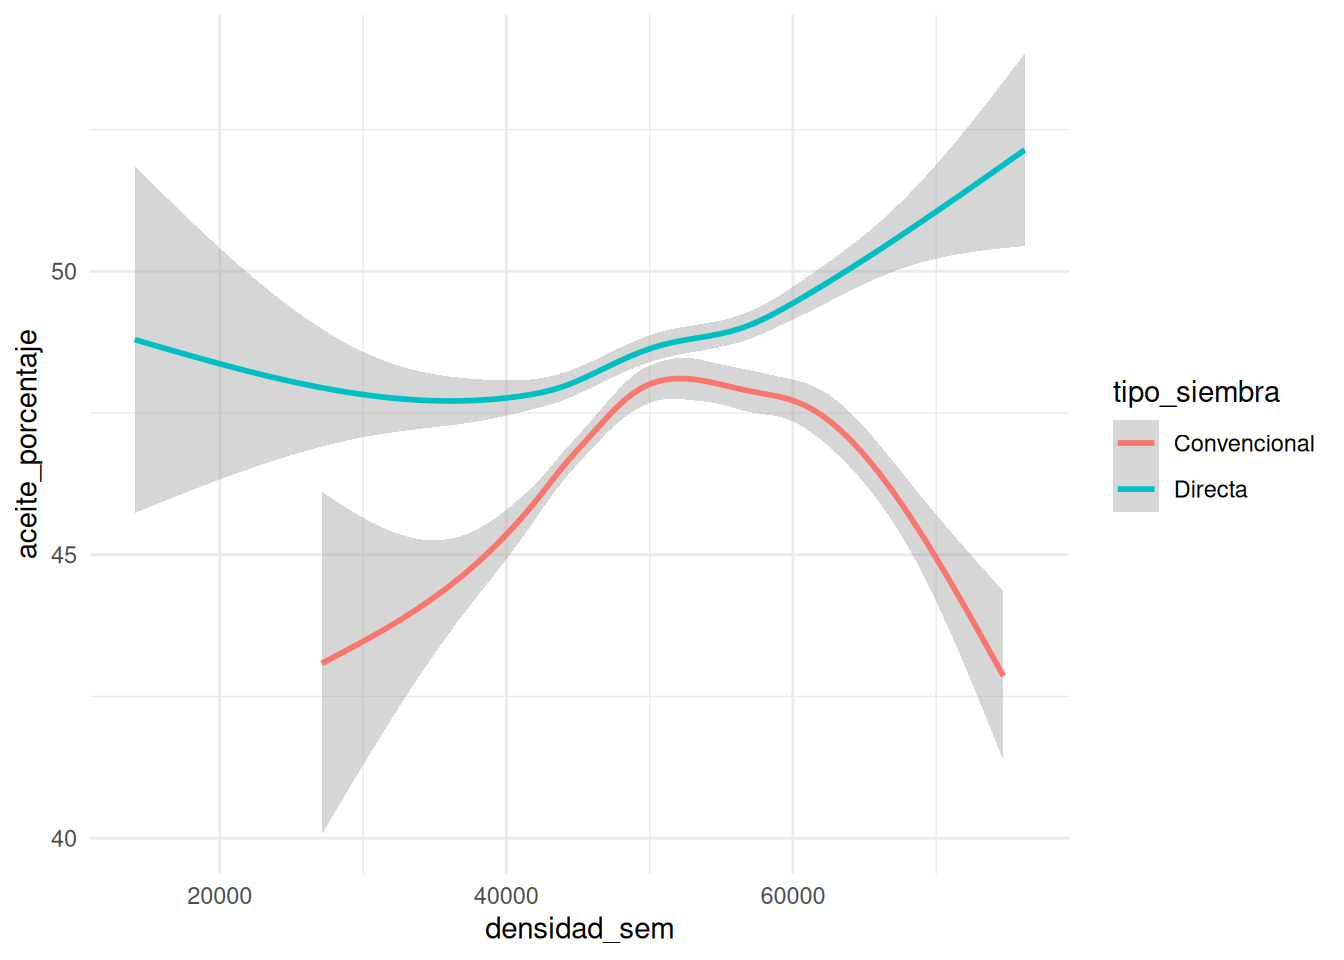 aceite_porcentaje
50
45
40
20000
40000
60000
densidad_sem
tipo_siembra
Convencional
Directa